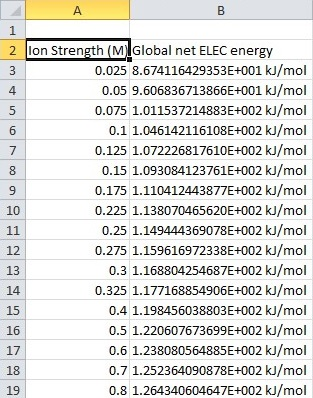 A B
1
2 Ion Strength (M) Global net ELEC energy
3 0.025 8.674116429353E+001 kJ/mol
4 0.05 9.606836713866E+001 kJ/mol
5 0.075 1.011537214883E+002 kJ/mol
6 0.1 1.046142116108E+002 kJ/mol
7 0.125 1.072226817610E+002 kJ/mol
8 0.15 1.093084123761E+002 kJ/mol
9 0.175 1.110412443877E+002 kJ/mol
10 0.225 1.138070465620E+002 kJ/mol
11 0.25 1.149444369078E+002 kJ/mol
12 0.275 1.159616972338E+002 kJ/mol
13 0.3 1.168804254687E+002 kJ/mol
14 0.325 1.177168854906E+002 kJ/mol
15 0.4 1.198456038803E+002 kJ/mol
16 0.5 1.220607673699E+002 kJ/mol
17 0.6 1.238080564885E+002 kJ/mol
18 0.7 1.252364090878E+002 kJ/mol
19 0.8 1.264340604647E+002 kJ/mol